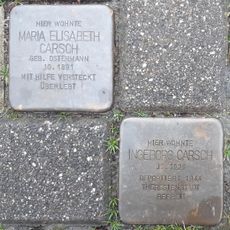 HIER WOHNTE
MARIA ELISABETH
CARSCH
GEB. OSTERMANN
JG. 1891
MIT HILFE VERSTECKT
ÜBERLEBT
HIER WOHNTE
INGEBORG CARSCH
JG.
DEPORTIERT 1944
THERESIENSTADT
BEFREIT